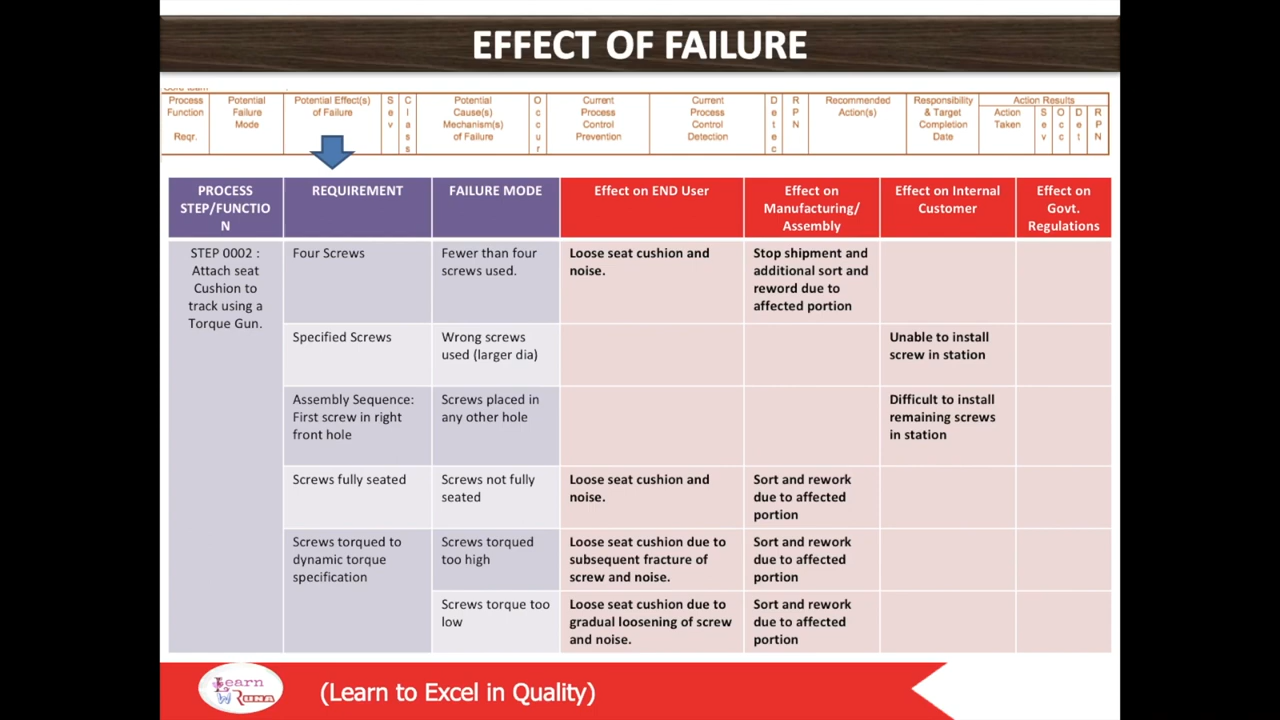 EFFECT OF FAILURE
Process
Function
Reqr.
Potential
Failure
Mode
Potential Effect(s)
of Failure
S
e
v
C
l
a
s
s
Potential
Cause(s)
Mechanism(s)
of Failure
O
c
c
u
r
Current
Process
Control
Prevention
Current
Process
Control
Detection
D
e
t
e
c
R
P
N
Recommended
Action(s)
Responsibility
& Target
Completion
Date
Action Results
Action
Taken
S
e
v
O
c
c
D
e
t
R
P
N
PROCESS
STEP/FUNCTIO
N
REQUIREMENT
FAILURE MODE
Effect on END User
Effect on
Manufacturing/
Assembly
Effect on Internal
Customer
Effect on
Govt.
Regulations
STEP 0002 :
Attach seat
Cushion to
track using a
Torque Gun.
Four Screws
Fewer than four
screws used.
Loose seat cushion and
noise.
Stop shipment and
additional sort and
reword due to
affected portion
Specified Screws
Wrong screws
used (larger dia)
Unable to install
screw in station
Assembly Sequence:
First screw in right
front hole
Screws placed in
any other hole
Difficult to install
remaining screws
in station
Screws fully seated
Screws not fully
seated
Loose seat cushion and
noise.
Sort and rework
due to affected
portion
Screws torqued to
dynamic torque
specification
Screws torqued
too high
Loose seat cushion due to
subsequent fracture of
screw and noise.
Sort and rework
due to affected
portion
Screws torque too
low
Loose seat cushion due to
gradual loosening of screw
and noise.
Sort and rework
due to affected
portion
Learn
W RUNA
(Learn to Excel in Quality)